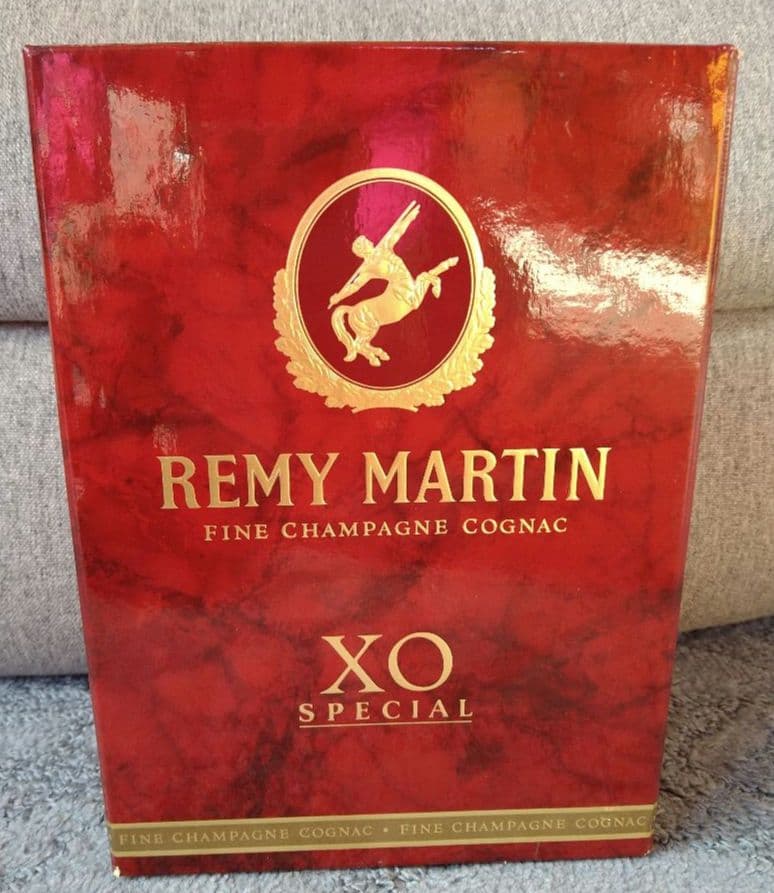 REMY MARTIN
FINE CHAMPAGNE COGNAC
XO
SPECIAL
FINE CHAMPAGNE COGNAC • FINE CHAMPAGNE COGNAC